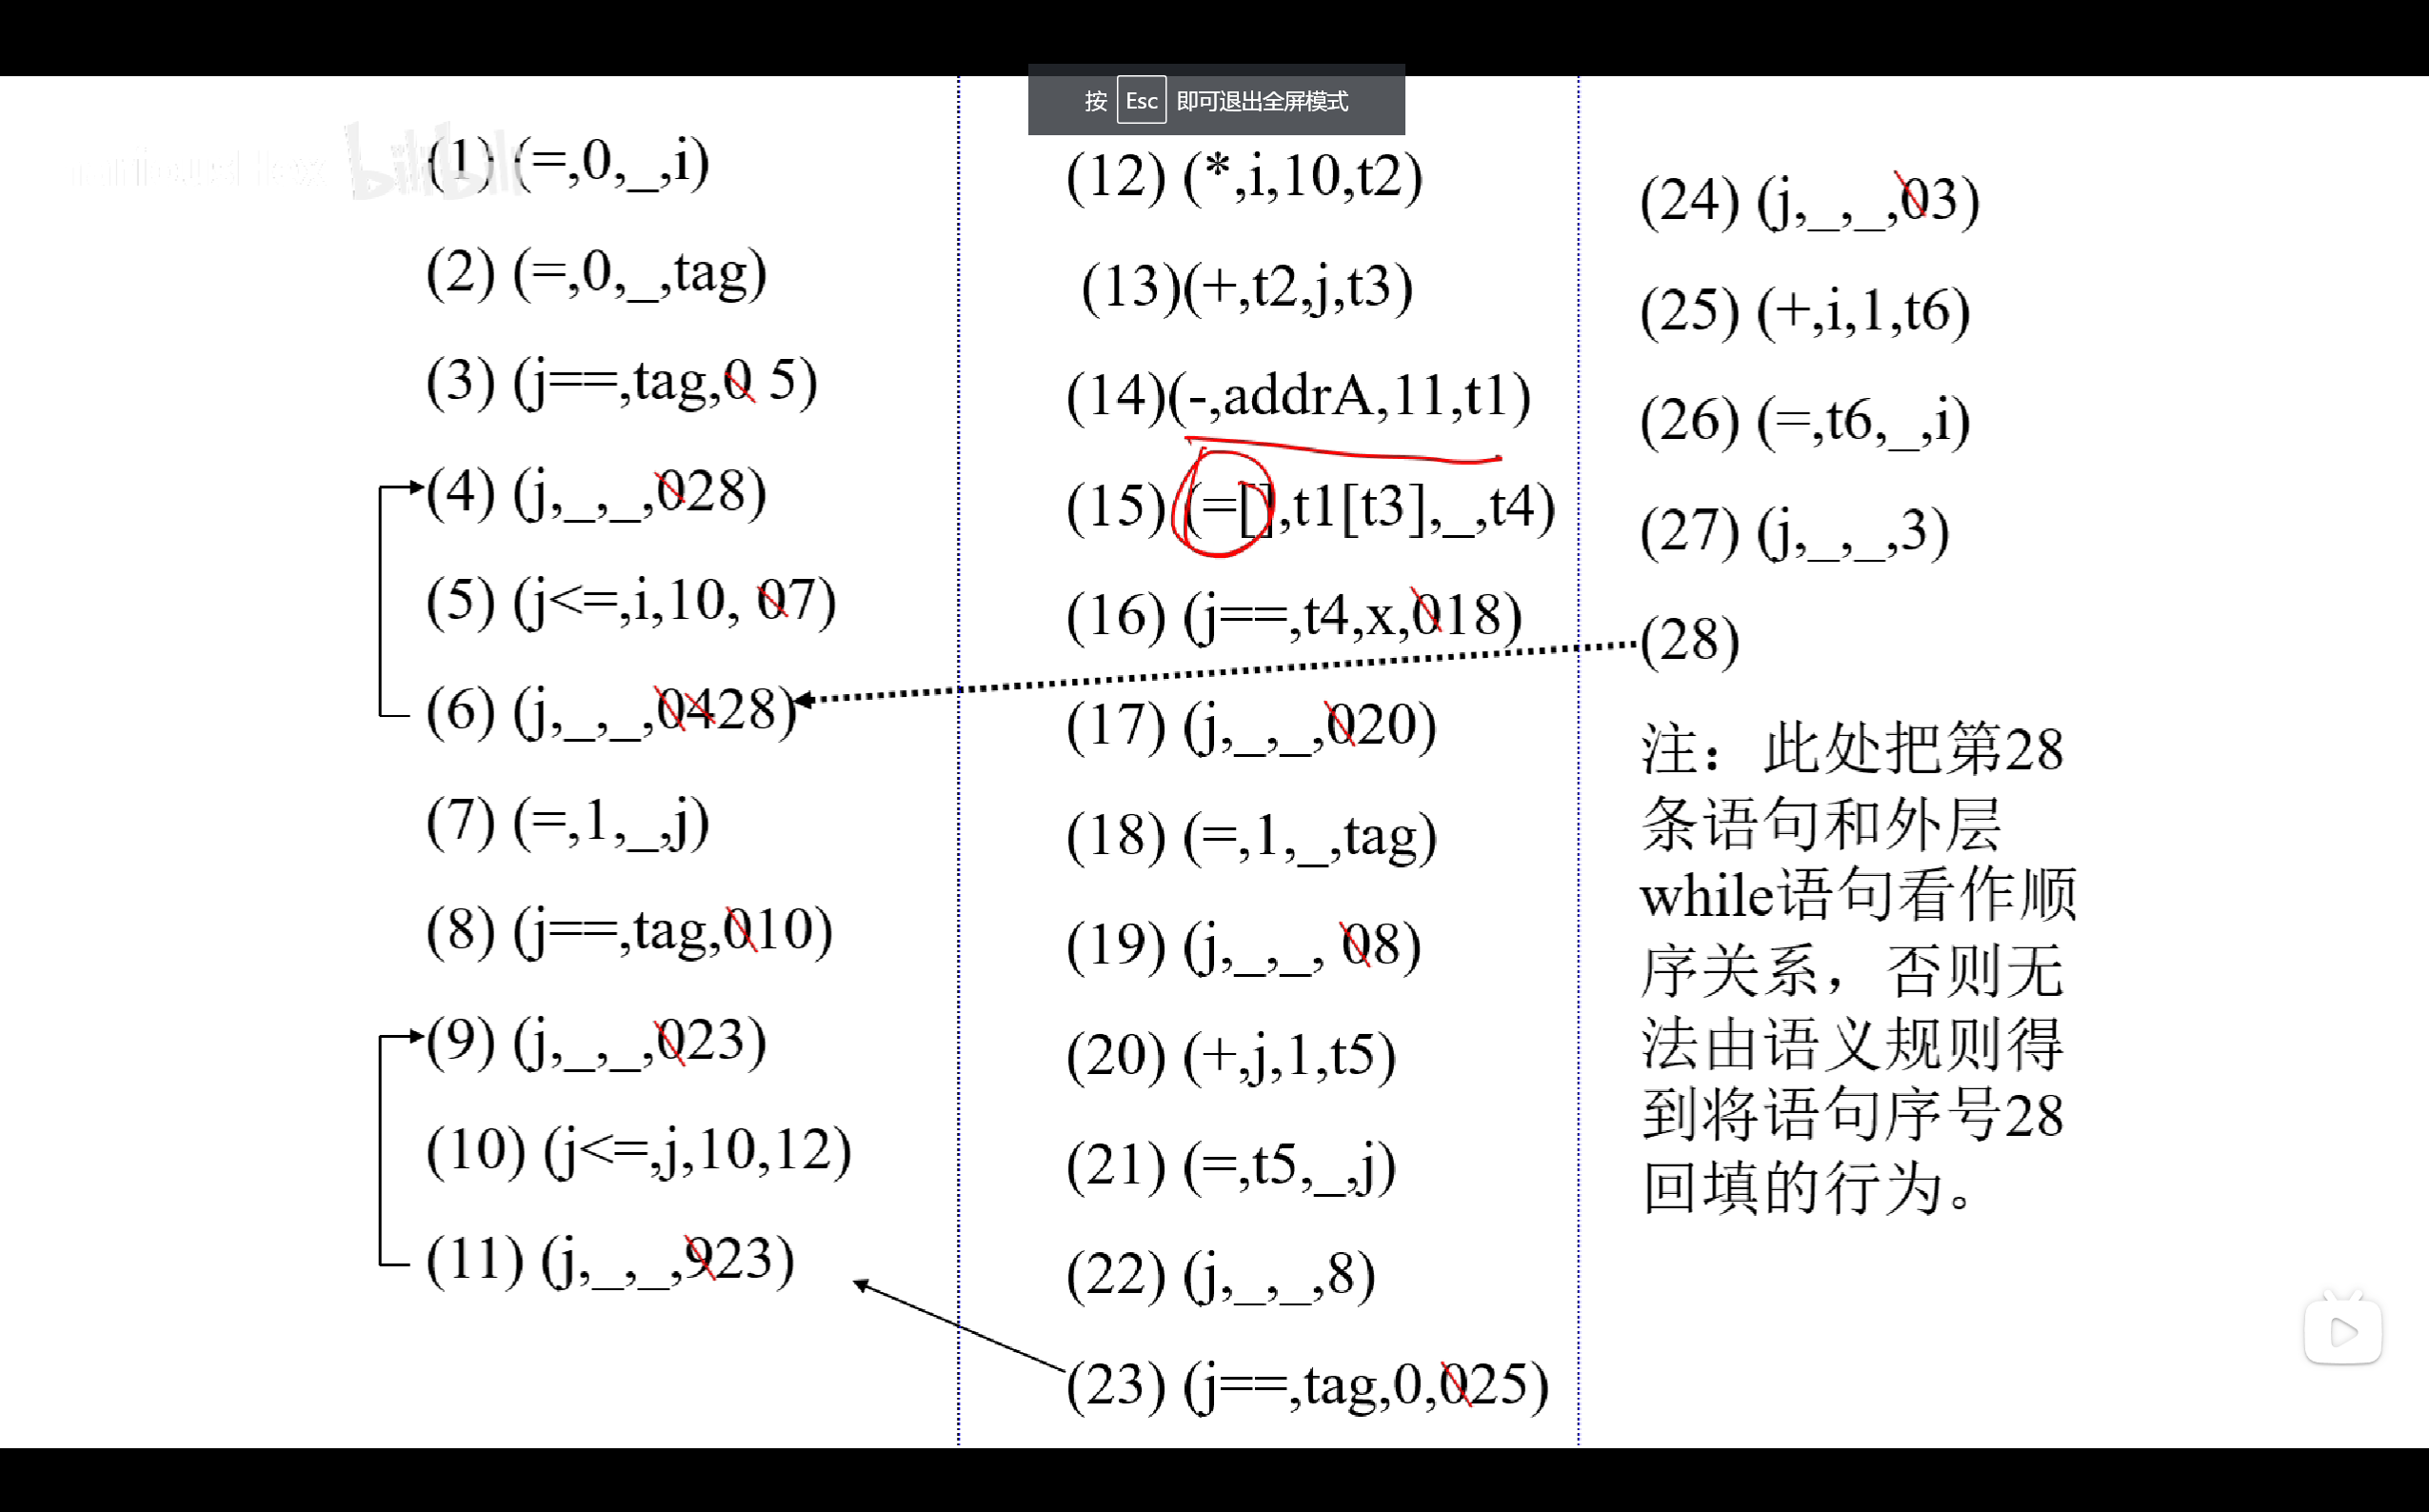 按 Esc 即可退出全屏模式
bilibili
(1) (=,0,_,i)
(2) (=,0,_,tag)
(3) (j==,tag,0 5)
(4) (j,_,_,028)
(5) (j<=,i,10, 07)
(6) (j,_,_,0428)
(7) (=,1,_,j)
(8) (j==,tag,010)
(9) (j,_,_,023)
(10) (j<=,j,10,12)
(11) (j,_,_,923)
(12) (*,i,10,t2)
(13)(+,t2,j,t3)
(14)(-,addrA,11,t1)
(15) (=[],t1[t3],_,t4)
(16) (j==,t4,x,018)
(17) (j,_,_,020)
(18) (=,1,_,tag)
(19) (j,_,_, 08)
(20) (+,j,1,t5)
(21) (=,t5,_,j)
(22) (j,_,_,8)
(23) (j==,tag,0,025)
(24) (j,_,_,03)
(25) (+,i,1,t6)
(26) (=,t6,_,i)
(27) (j,_,_,3)
(28)
注：此处把第28
条语句和外层
while语句看作顺
序关系，否则无
法由语义规则得
到将语句序号28
回填的行为。